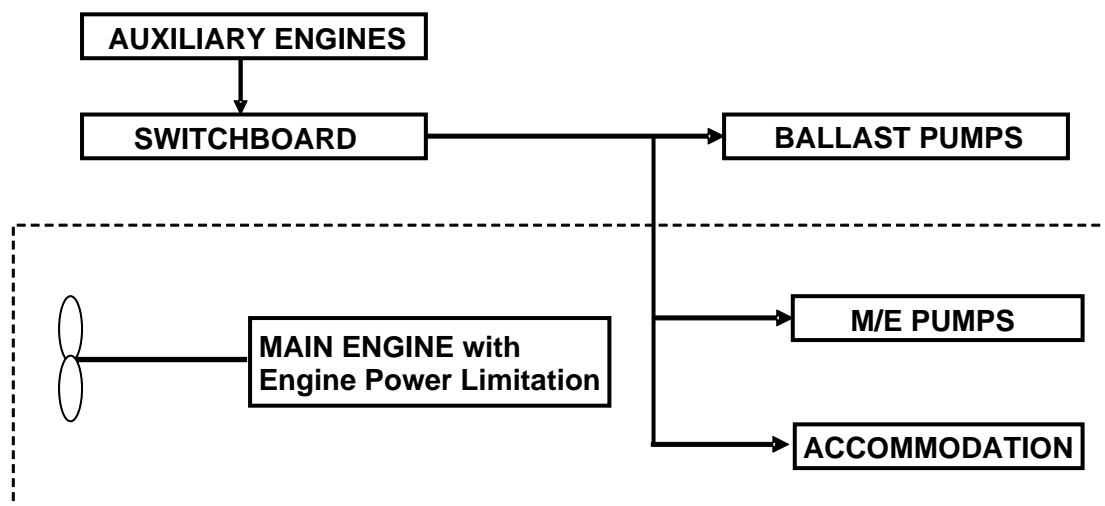 AUXILIARY ENGINES
SWITCHBOARD
BALLAST PUMPS
MAIN ENGINE with
Engine Power Limitation
M/E PUMPS
ACCOMMODATION